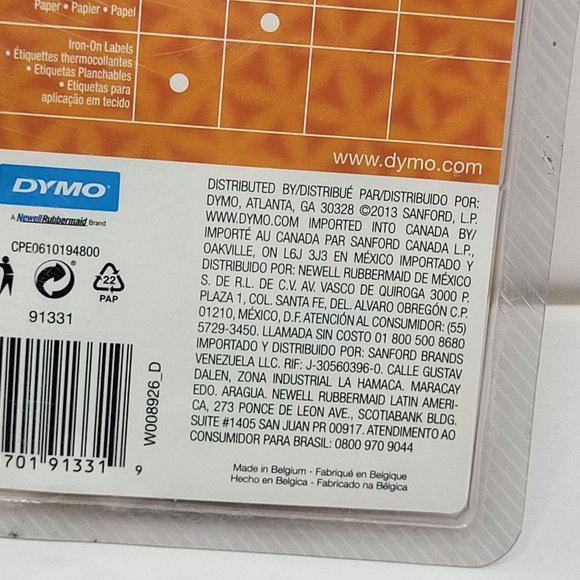 Paper • Papier • Papel
Iron-On Labels
• Étiquettes thermocollantes
• Etiquetas Planchables
• Etiquetas para
aplicação em tecido
www.dymo.com
DYMO
A Newell Rubbermaid Brand
CPE0610194800
22
PAP
91331
701 91331 9
W008926_D
DISTRIBUTED BY/DISTRIBUÉ PAR/DISTRIBUIDO POR:
DYMO, ATLANTA, GA 30328 ©2013 SANFORD, L.P.
WWW.DYMO.COM IMPORTED INTO CANADA BY/
IMPORTÉ AU CANADA PAR SANFORD CANADA L.P.,
OAKVILLE, ON L6J 3J3 EN MÉXICO IMPORTADO Y
DISTRIBUIDO POR: NEWELL RUBBERMAID DE MÉXICO
S. DE R.L. DE C.V. AV. VASCO DE QUIROGA 3000 P.
PLAZA 1, COL. SANTA FE, DEL. ALVARO OBREGÓN C.P.
01210, MÉXICO, D.F. ATENCIÓN AL CONSUMIDOR: (55)
5729-3450. LLAMADA SIN COSTO 01 800 500 8680
IMPORTADO Y DISTRIBUIDO POR: SANFORD BRANDS
VENEZUELA LLC. RIF: J-30560396-0. CALLE GUSTAV
DALEN, ZONA INDUSTRIAL LA HAMACA. MARACAY
EDO. ARAGUA. NEWELL RUBBERMAID LATIN AMERI-
CA, 273 PONCE DE LEON AVE., SCOTIABANK BLDG.
SUITE #1405 SAN JUAN PR 00917. ATENDIMENTO AO
CONSUMIDOR PARA BRASIL: 0800 970 9044
Made in Belgium - Fabriqué en Belgique
Hecho en Belgica - Fabricado na Bélgica